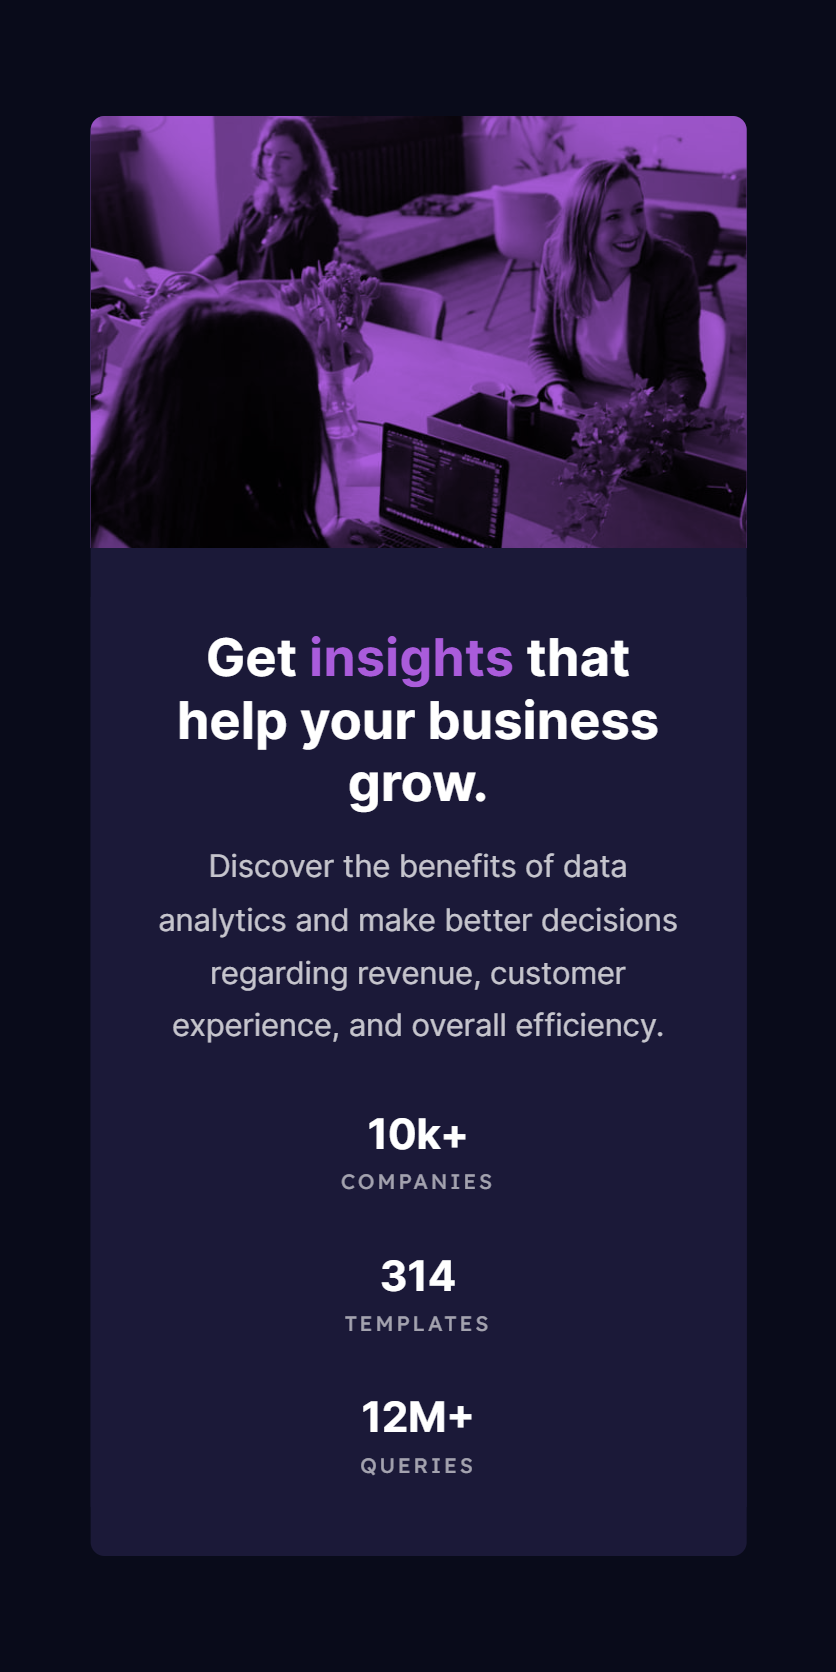 Get insights that
help your business
grow.
Discover the benefits of data
analytics and make better decisions
regarding revenue, customer
experience, and overall efficiency.
10k+
COMPANIES
314
TEMPLATES
12M+
QUERIES